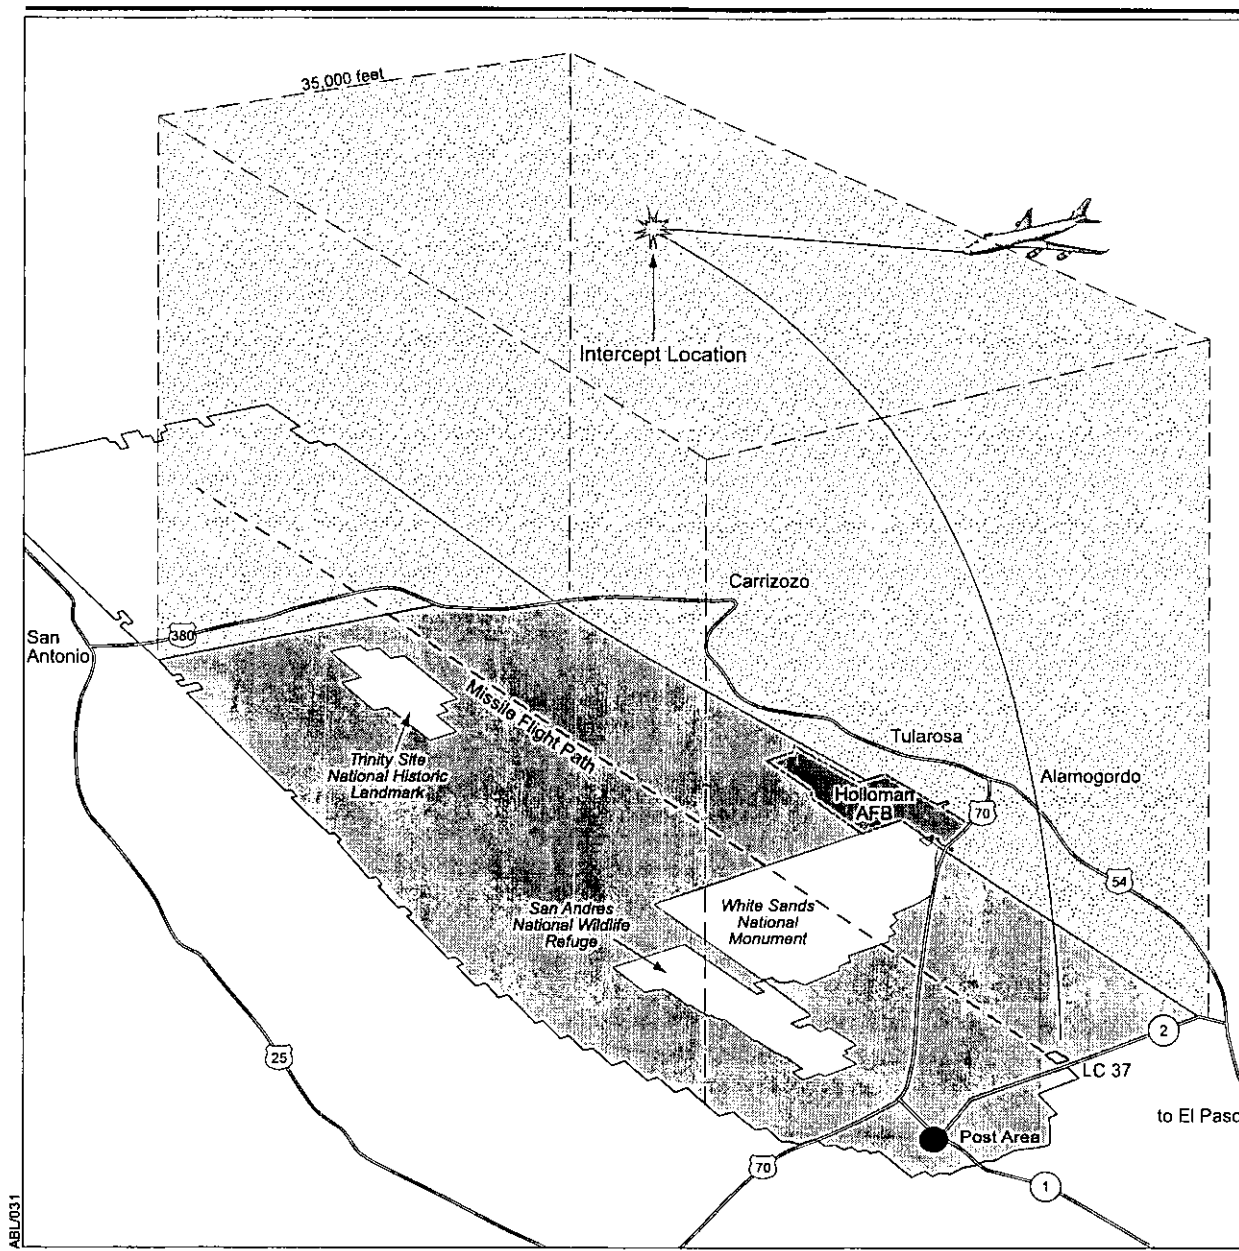 35,000 feet
Intercept Location
Carrizozo
San
Antonio
380
Missile Flight Path
Tularosa
Trinity Site
National Historic
Landmark
Alamogordo
Holloman
AFB
70
54
San Andres
National Wildlife
Refuge
White Sands
National
Monument
2
25
LC 37
to El Paso
Post Area
70
1
ABL/031